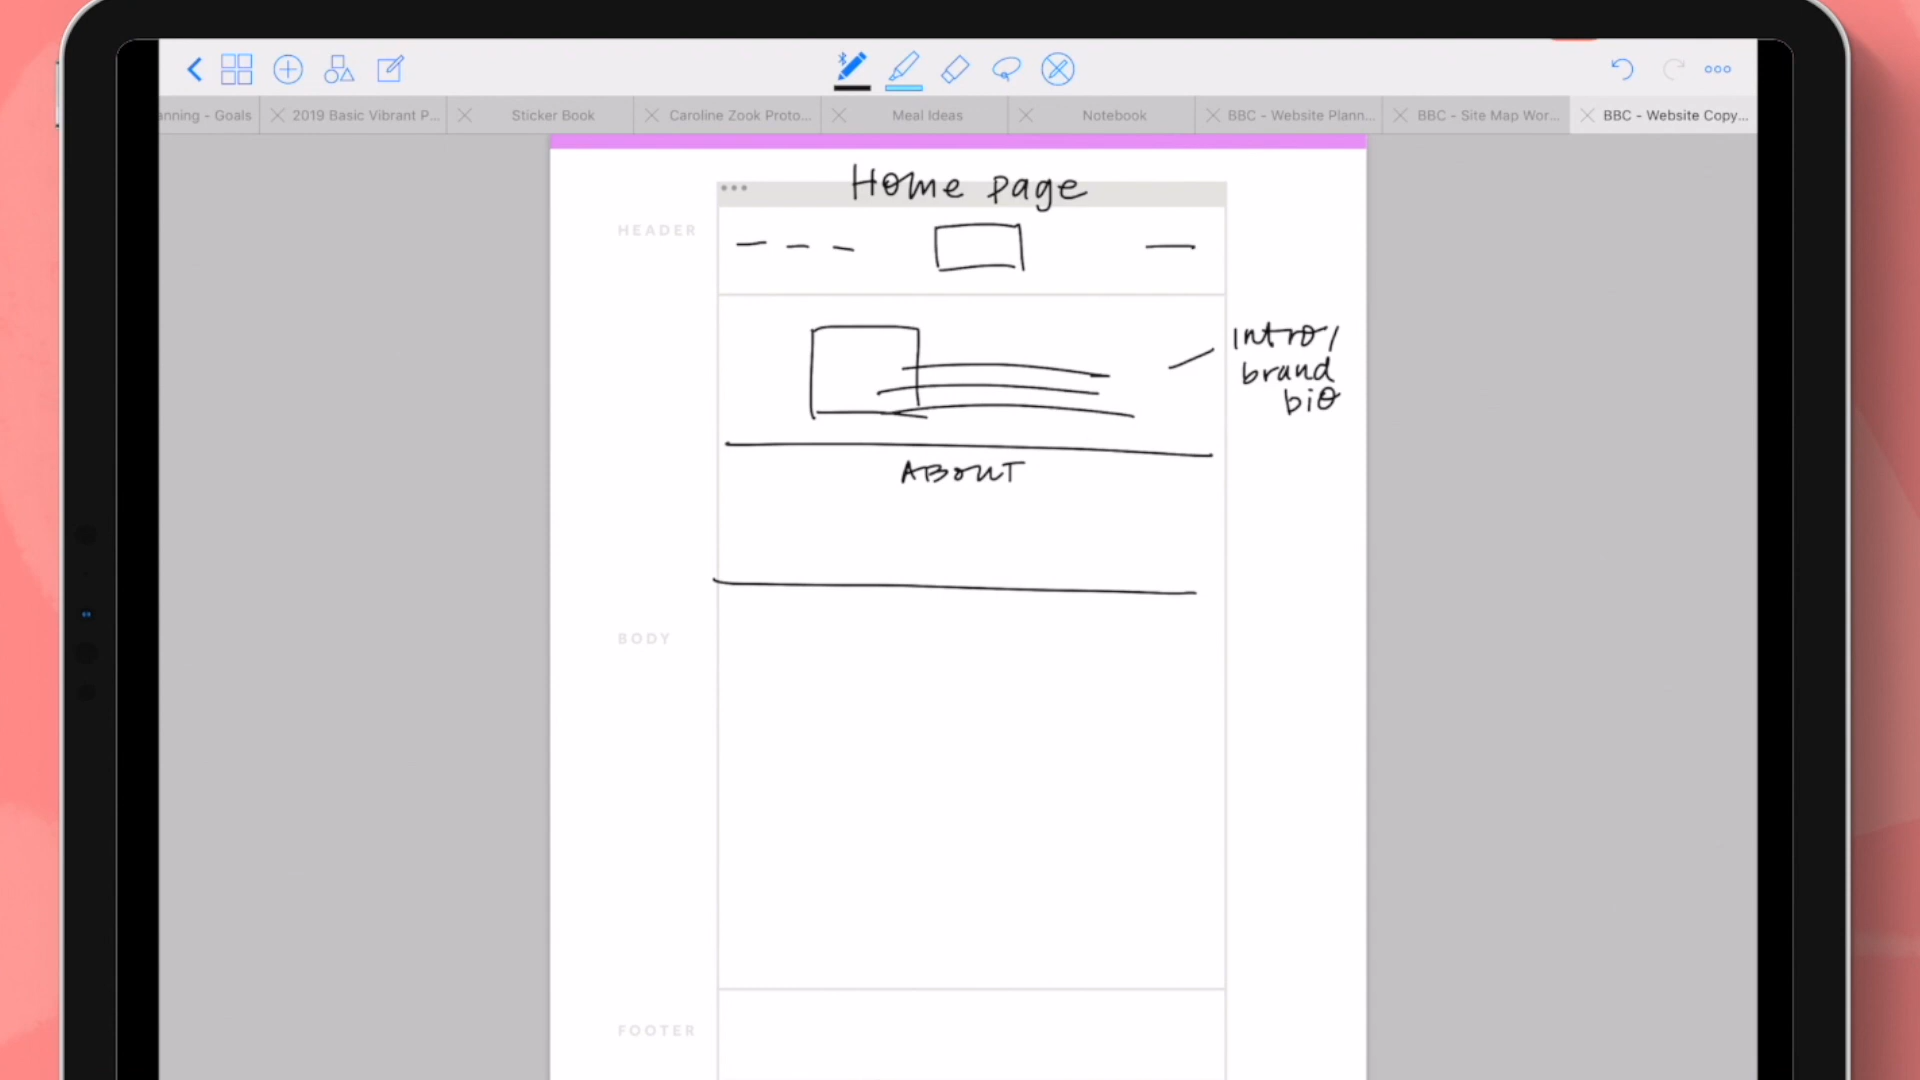 anning - Goals
2019 Basic Vibrant P...
Sticker Book
Caroline Zook Proto...
Meal Ideas
Notebook
BBC - Website Plann...
BBC - Site Map Wor...
BBC - Website Copy...
Home page
HEADER
Intro/
brand
bio
ABOUT
BODY
FOOTER